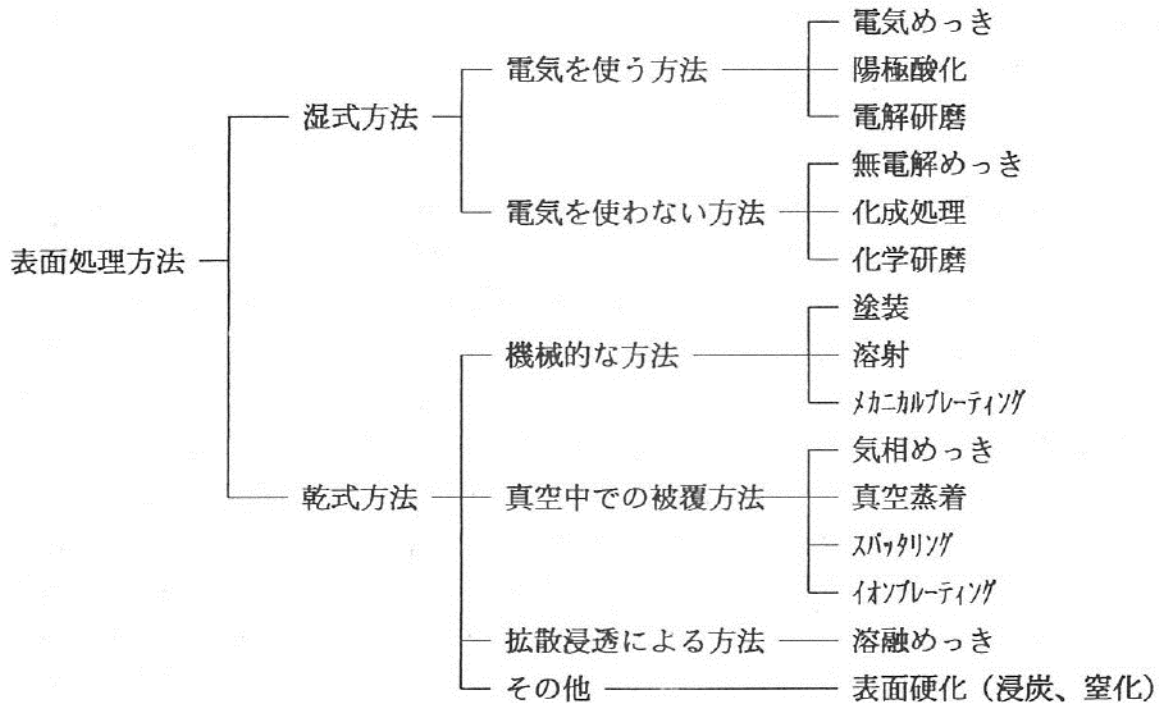 表面処理方法
湿式方法
電気を使う方法
電気めっき
陽極酸化
電解研磨
電気を使わない方法
無電解めっき
化成処理
化学研磨
乾式方法
機械的な方法
塗装
溶射
ﾒｶﾆｶﾙﾌﾟﾚｰﾃｨﾝｸﾞ
真空中での被覆方法
気相めっき
真空蒸着
ｽﾊﾟｯﾀﾘﾝｸﾞ
ｲｵﾝﾌﾟﾚｰﾃｨﾝｸﾞ
拡散浸透による方法
溶融めっき
その他
表面硬化（浸炭、窒化）